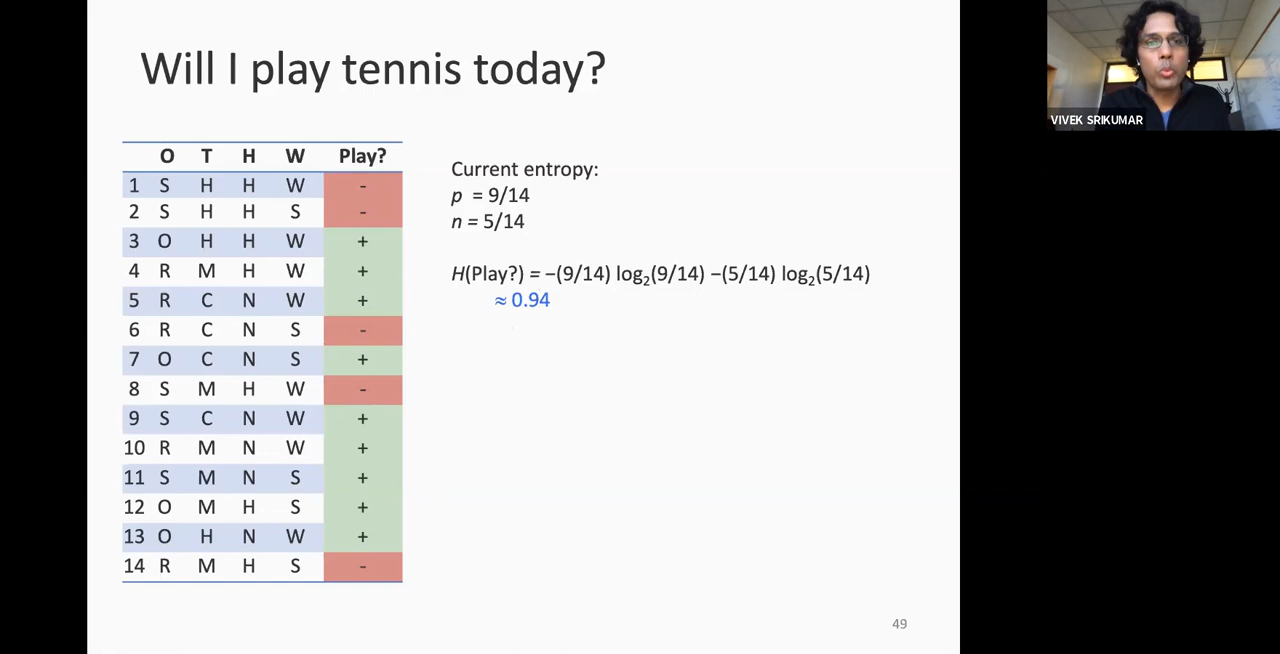 Will I play tennis today?
O T H W Play?
1 S H H W -
2 S H H S -
3 O H H W +
4 R M H W +
5 R C N W +
6 R C N S -
7 O C N S +
8 S M H W -
9 S C N W +
10 R M N W +
11 S M N S +
12 O M H S +
13 O H N W +
14 R M H S -
Current entropy:
p = 9/14
n = 5/14
H(Play?) = −(9/14) log₂(9/14) −(5/14) log₂(5/14)
≈ 0.94
49
VIVEK SRIKUMAR